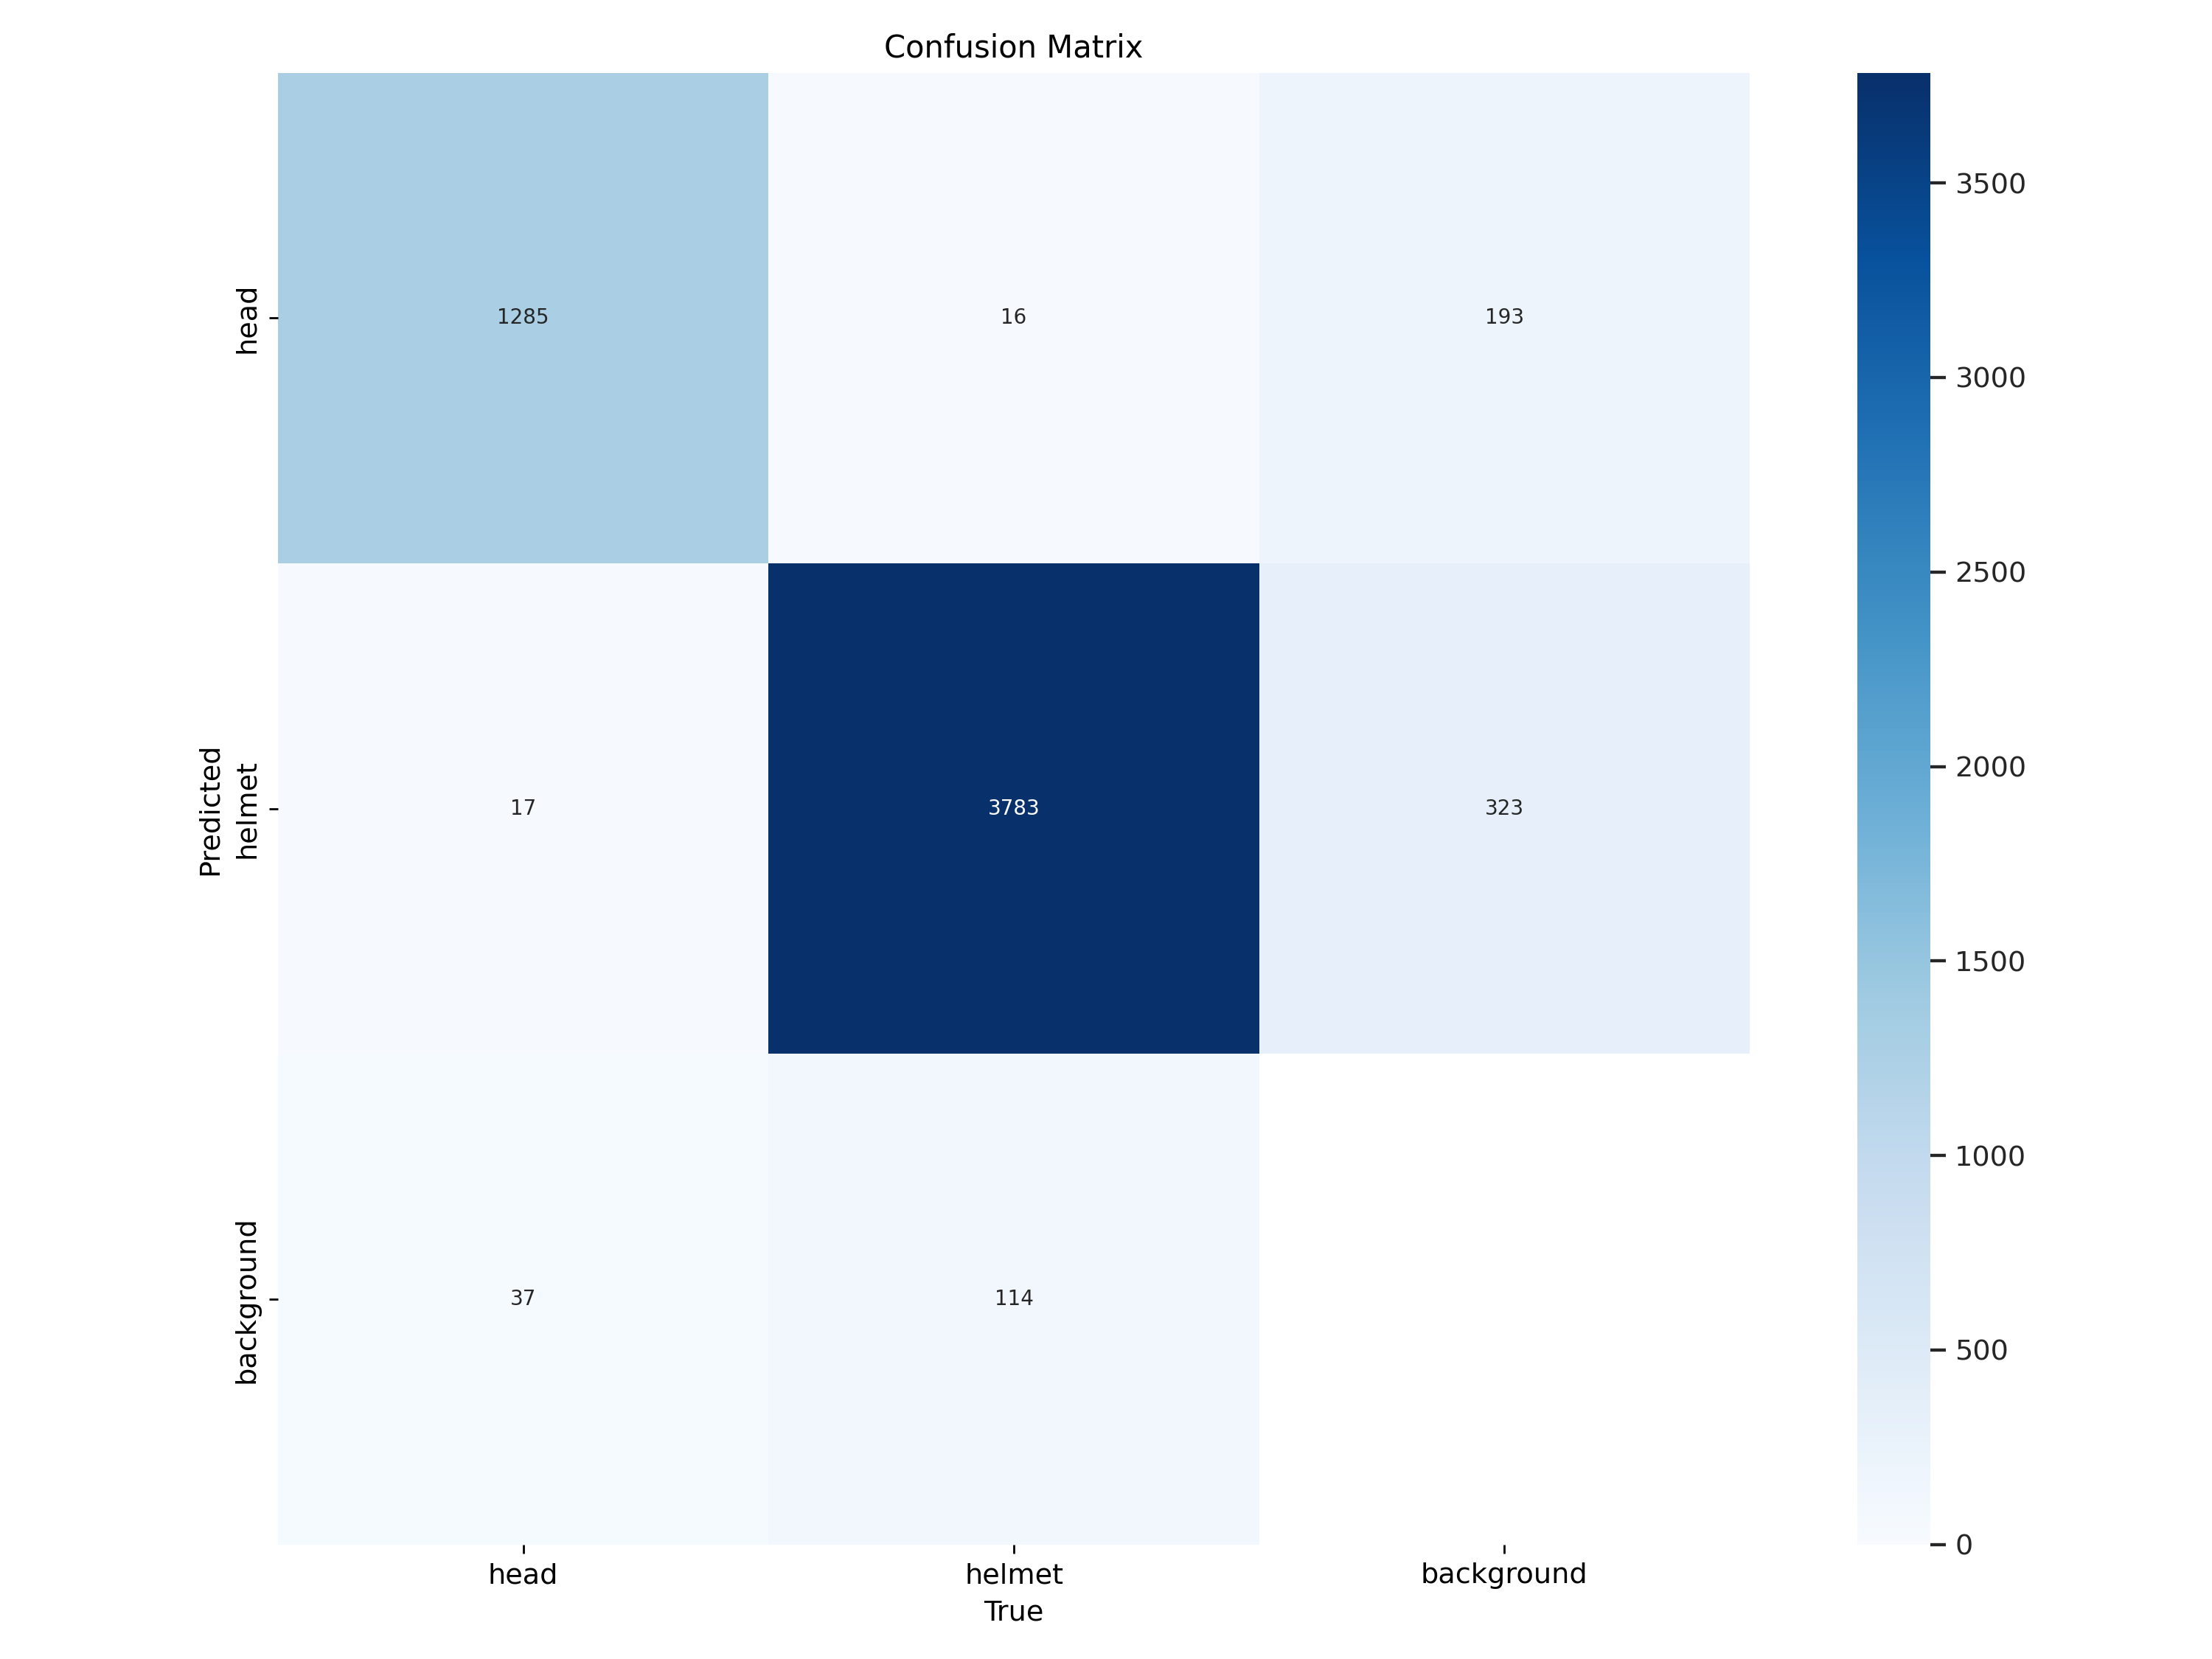 Confusion Matrix
head
1285
16
193
Predicted
helmet
17
3783
323
background
37
114
head
helmet
background
True
3500
3000
2500
2000
1500
1000
500
0